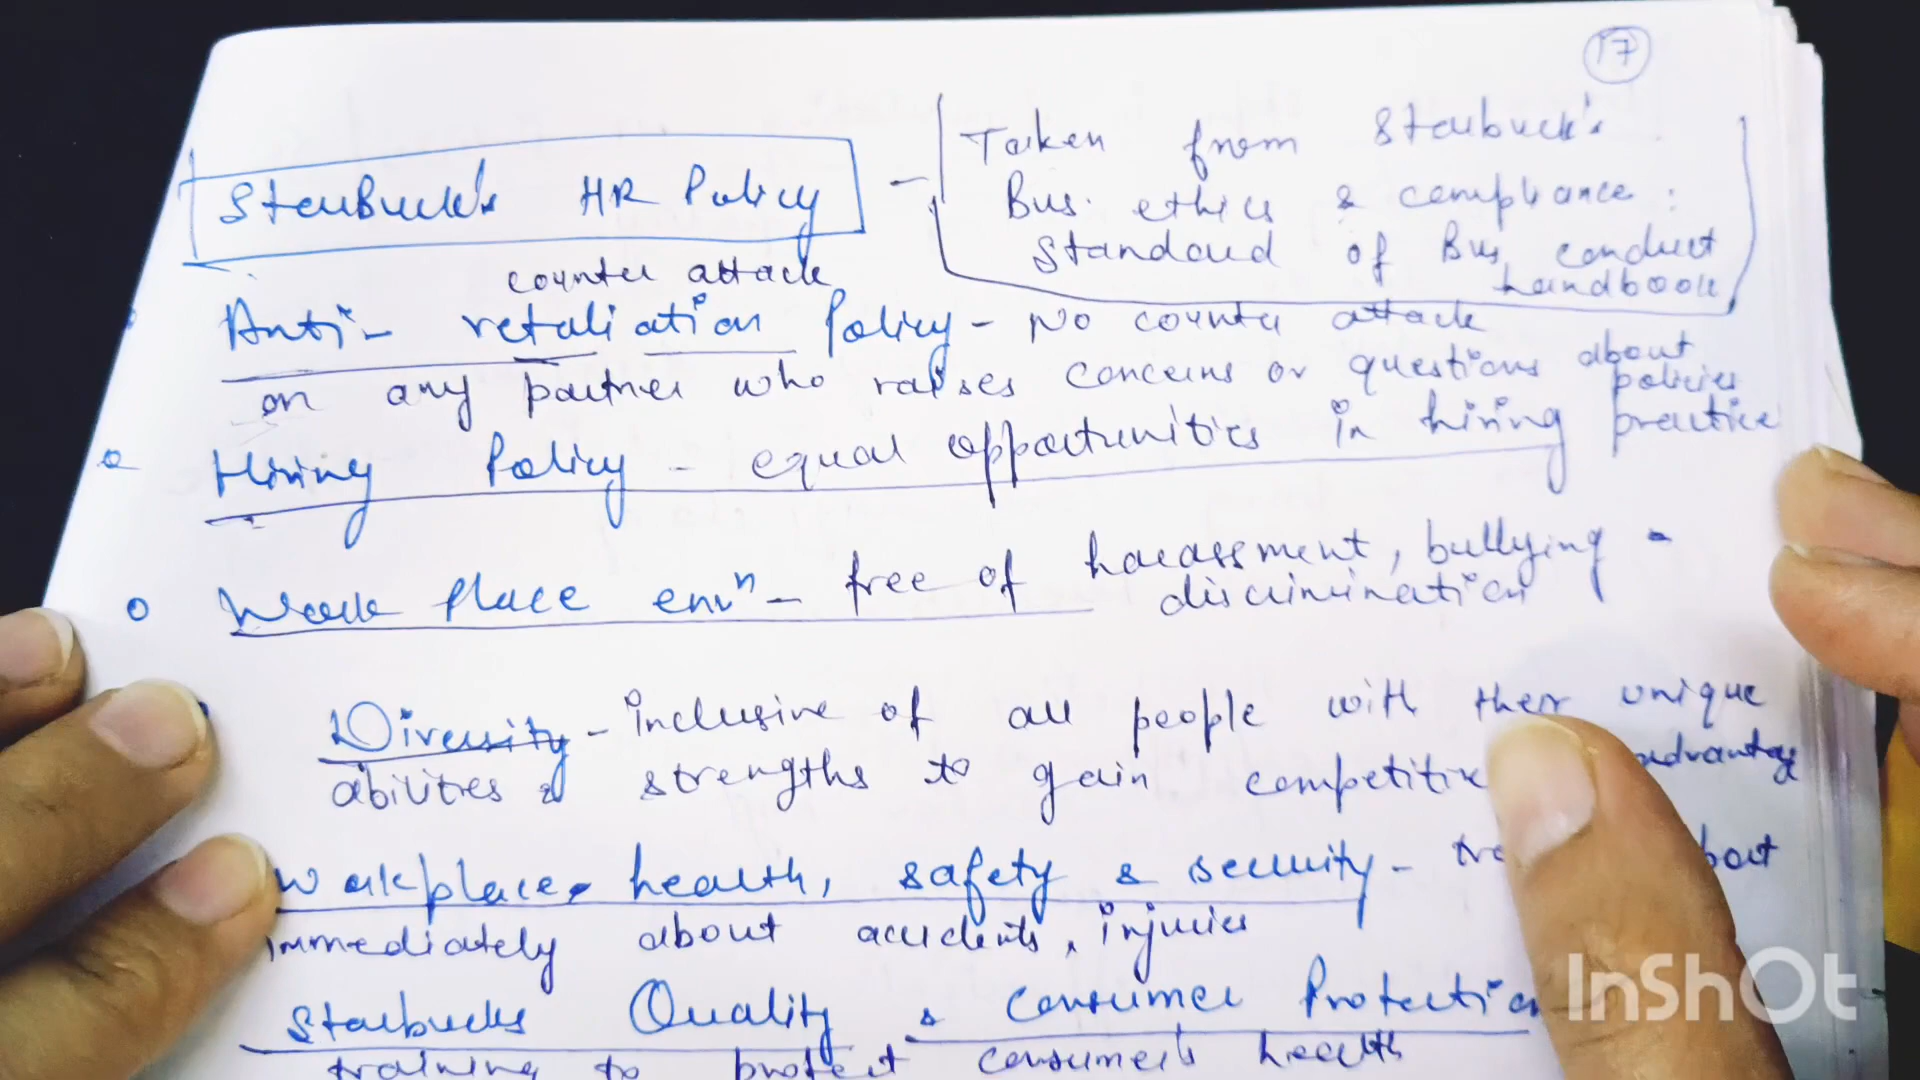 17
StarBuck's HR Policy
Taken from Starbuck's
Bus. ethics & compliance :
Standard of Bus conduct
handbook
counter attack
Anti- retaliation Policy - No counter attack
on any partner who raises concerns or questions about
policies
Hiring Policy - equal opportunities in hiring practice
Work place envn - free of harassment, bullying -
discrimination
Diversity - inclusive of all people with their unique
abilities & strengths to gain competitive advantag
Workplace health, safety & security -
immediately about accidents, injuries
Starbucks Quality & Consumer Protection
training to protect consumer's health
InShOt